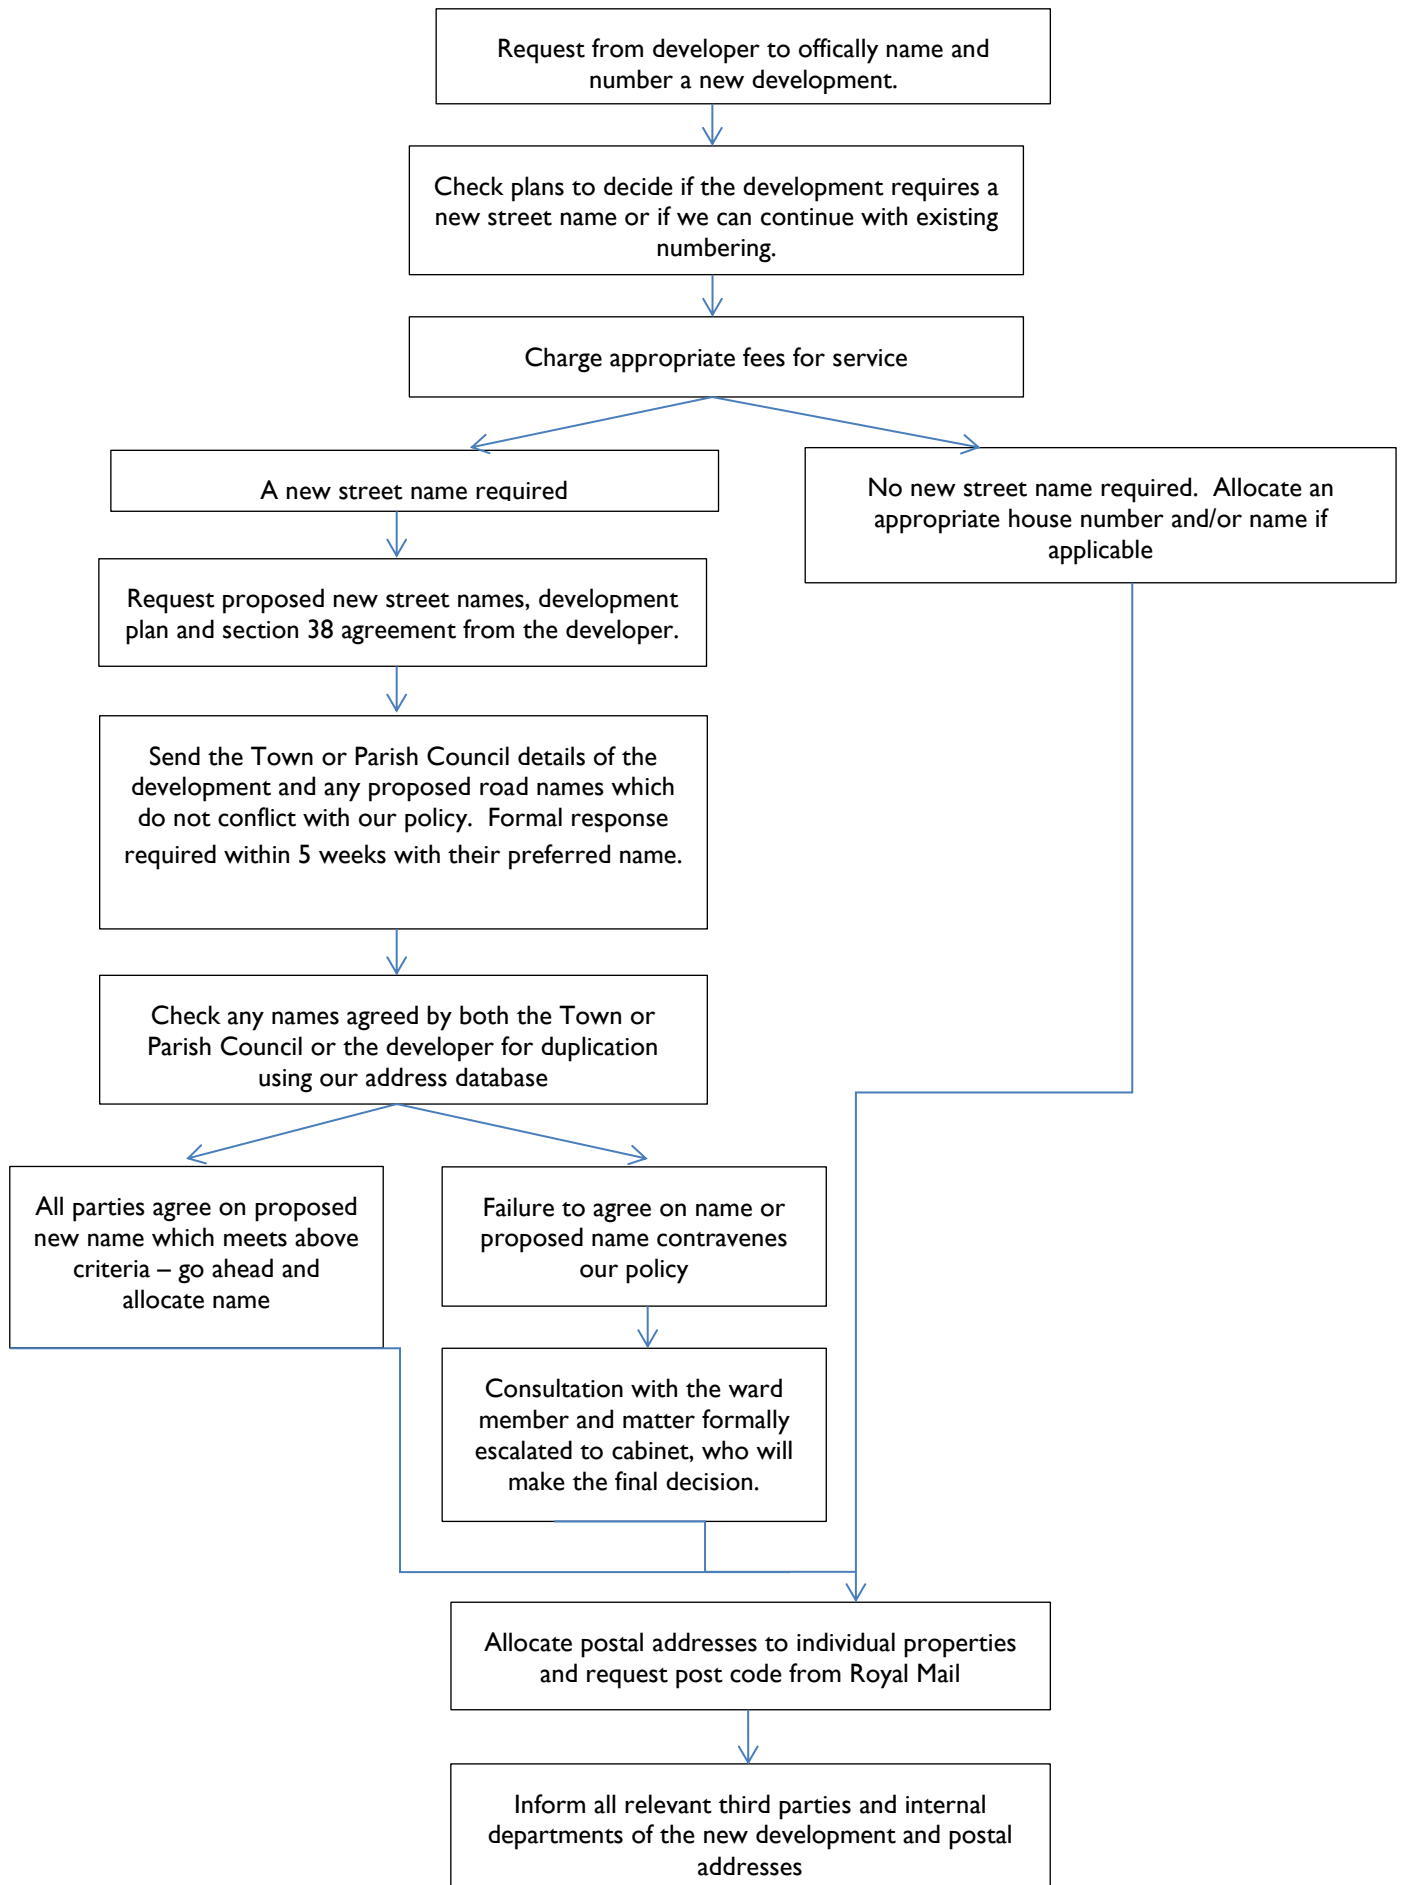 Request from developer to offically name and
number a new development.
Check plans to decide if the development requires a
new street name or if we can continue with existing
numbering.
Charge appropriate fees for service
A new street name required
No new street name required.  Allocate an
appropriate house number and/or name if
applicable
Request proposed new street names, development
plan and section 38 agreement from the developer.
Send the Town or Parish Council details of the
development and any proposed road names which
do not conflict with our policy.  Formal response
required within 5 weeks with their preferred name.
Check any names agreed by both the Town or
Parish Council or the developer for duplication
using our address database
All parties agree on proposed
new name which meets above
criteria – go ahead and
allocate name
Failure to agree on name or
proposed name contravenes
our policy
Consultation with the ward
member and matter formally
escalated to cabinet, who will
make the final decision.
Allocate postal addresses to individual properties
and request post code from Royal Mail
Inform all relevant third parties and internal
departments of the new development and postal
addresses